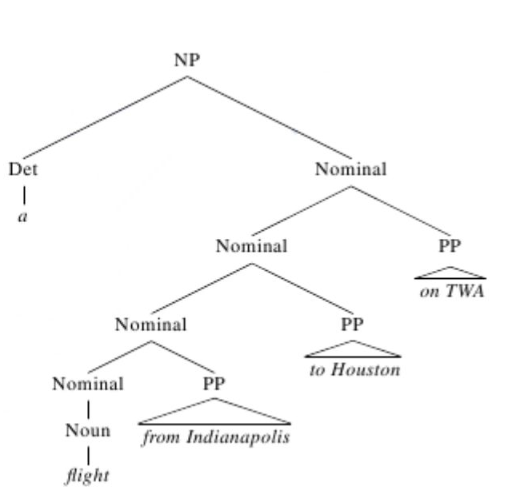 NP
Det Nominal
a
Nominal PP
on TWA
Nominal PP
to Houston
Nominal PP
Noun from Indianapolis
flight